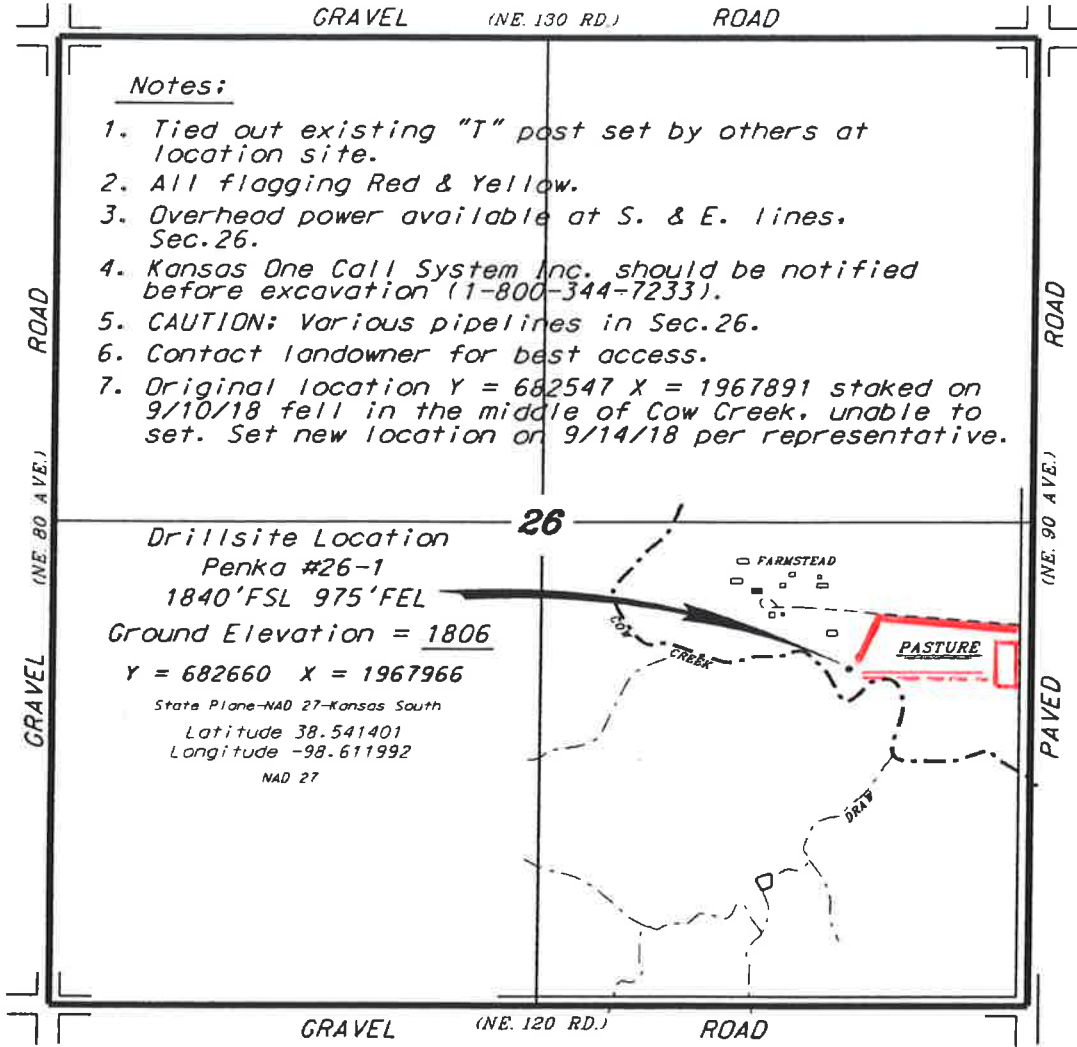 GRAVEL (NE. 130 RD.) ROAD
Notes:
1. Tied out existing "T" post set by others at
location site.
2. All flagging Red & Yellow.
3. Overhead power available at S. & E. lines.
Sec.26.
4. Kansas One Call System Inc. should be notified
before excavation (1-800-344-7233).
5. CAUTION: Various pipelines in Sec.26.
6. Contact landowner for best access.
7. Original location Y = 682547 X = 1967891 staked on
9/10/18 fell in the middle of Cow Creek, unable to
set. Set new location on 9/14/18 per representative.
GRAVEL (NE. 80 AVE.) ROAD
PAVED (NE. 90 AVE.) ROAD
26
Drillsite Location
Penka #26-1
1840'FSL 975'FEL
Ground Elevation = 1806
Y = 682660 X = 1967966
State Plane-NAD 27-Kansas South
Latitude 38.541401
Longitude -98.611992
NAD 27
FARMSTEAD
COW CREEK
PASTURE
DRAW
GRAVEL (NE. 120 RD.) ROAD